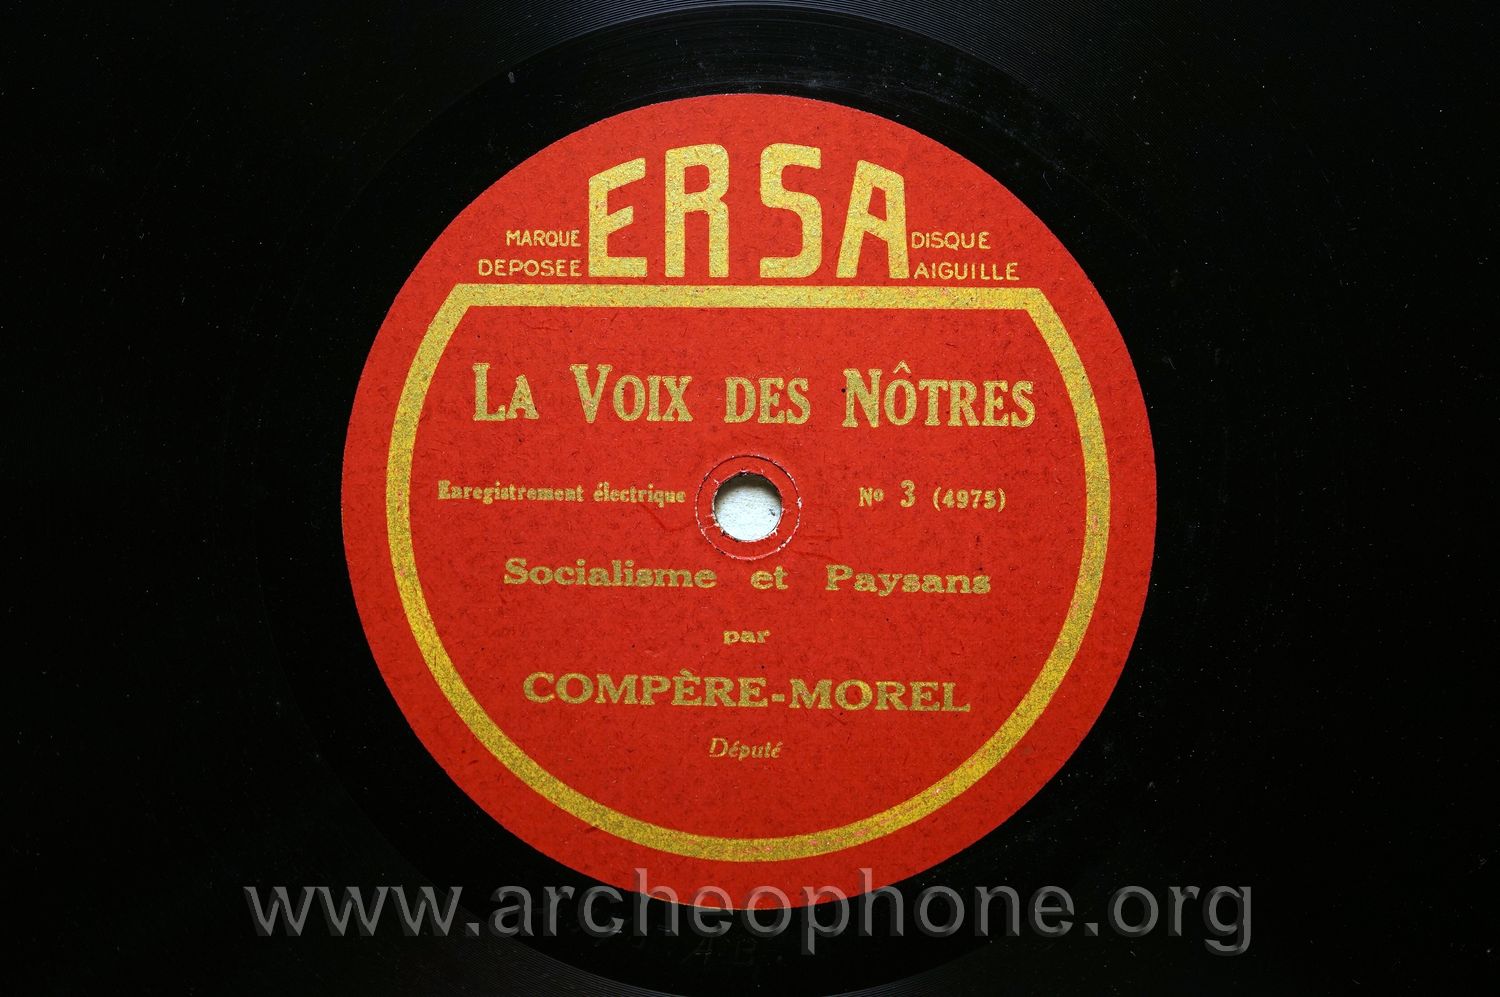 ERSA
MARQUE DEPOSEE
DISQUE AIGUILLE
LA VOIX DES NÔTRES
Enregistrement électrique Nº 3 (4975)
Socialisme et Paysans
par
COMPÈRE-MOREL
Député
www.archeophone.org